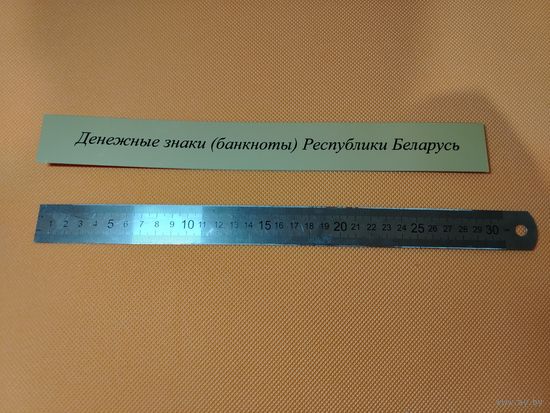 Денежные знаки (банкноты) Республики Беларусь
1 2 3 4 5 6 7 8 9 10 11 12 13 14 15 16 17 18 19 20 21 22 23 24 25 26 27 28 29 30